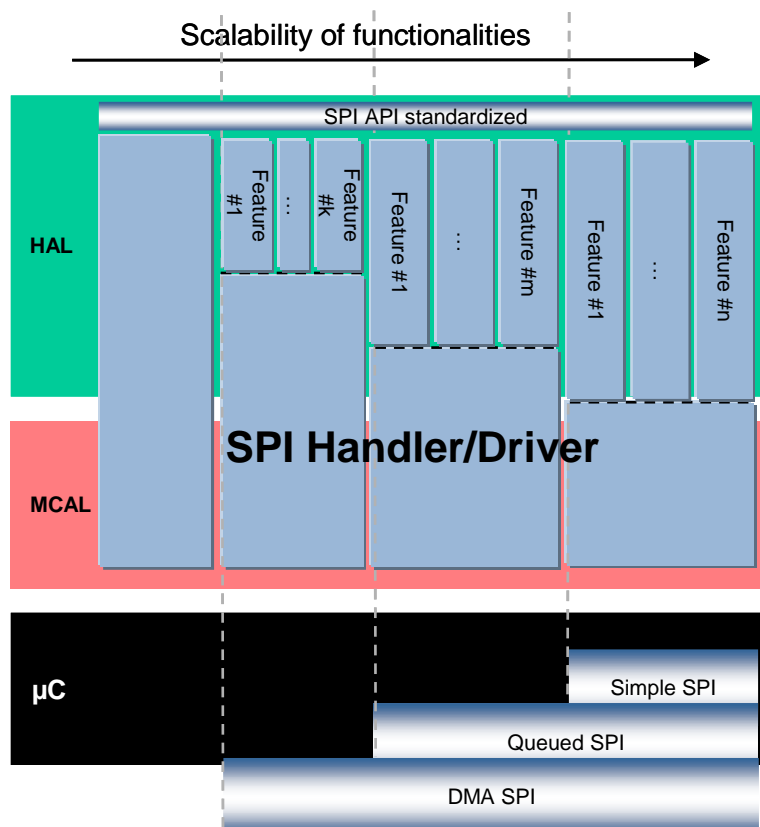 Scalability of functionalities
SPI API standardized
HAL
Feature
#1
…
Feature
#k
Feature #1
…
Feature #m
Feature #1
…
Feature #n
SPI Handler/Driver
MCAL
µC
Simple SPI
Queued SPI
DMA SPI